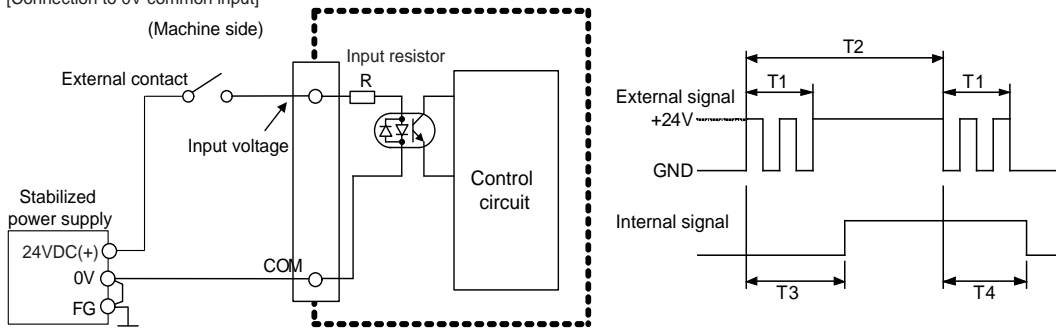 [Connection to 0V common input]
(Machine side)
Input resistor
R
External contact
Input voltage
Control
circuit
Stabilized
power supply
24VDC(+)
0V
FG
COM
T2
T1
T1
External signal
+24V
GND
Internal signal
T3
T4